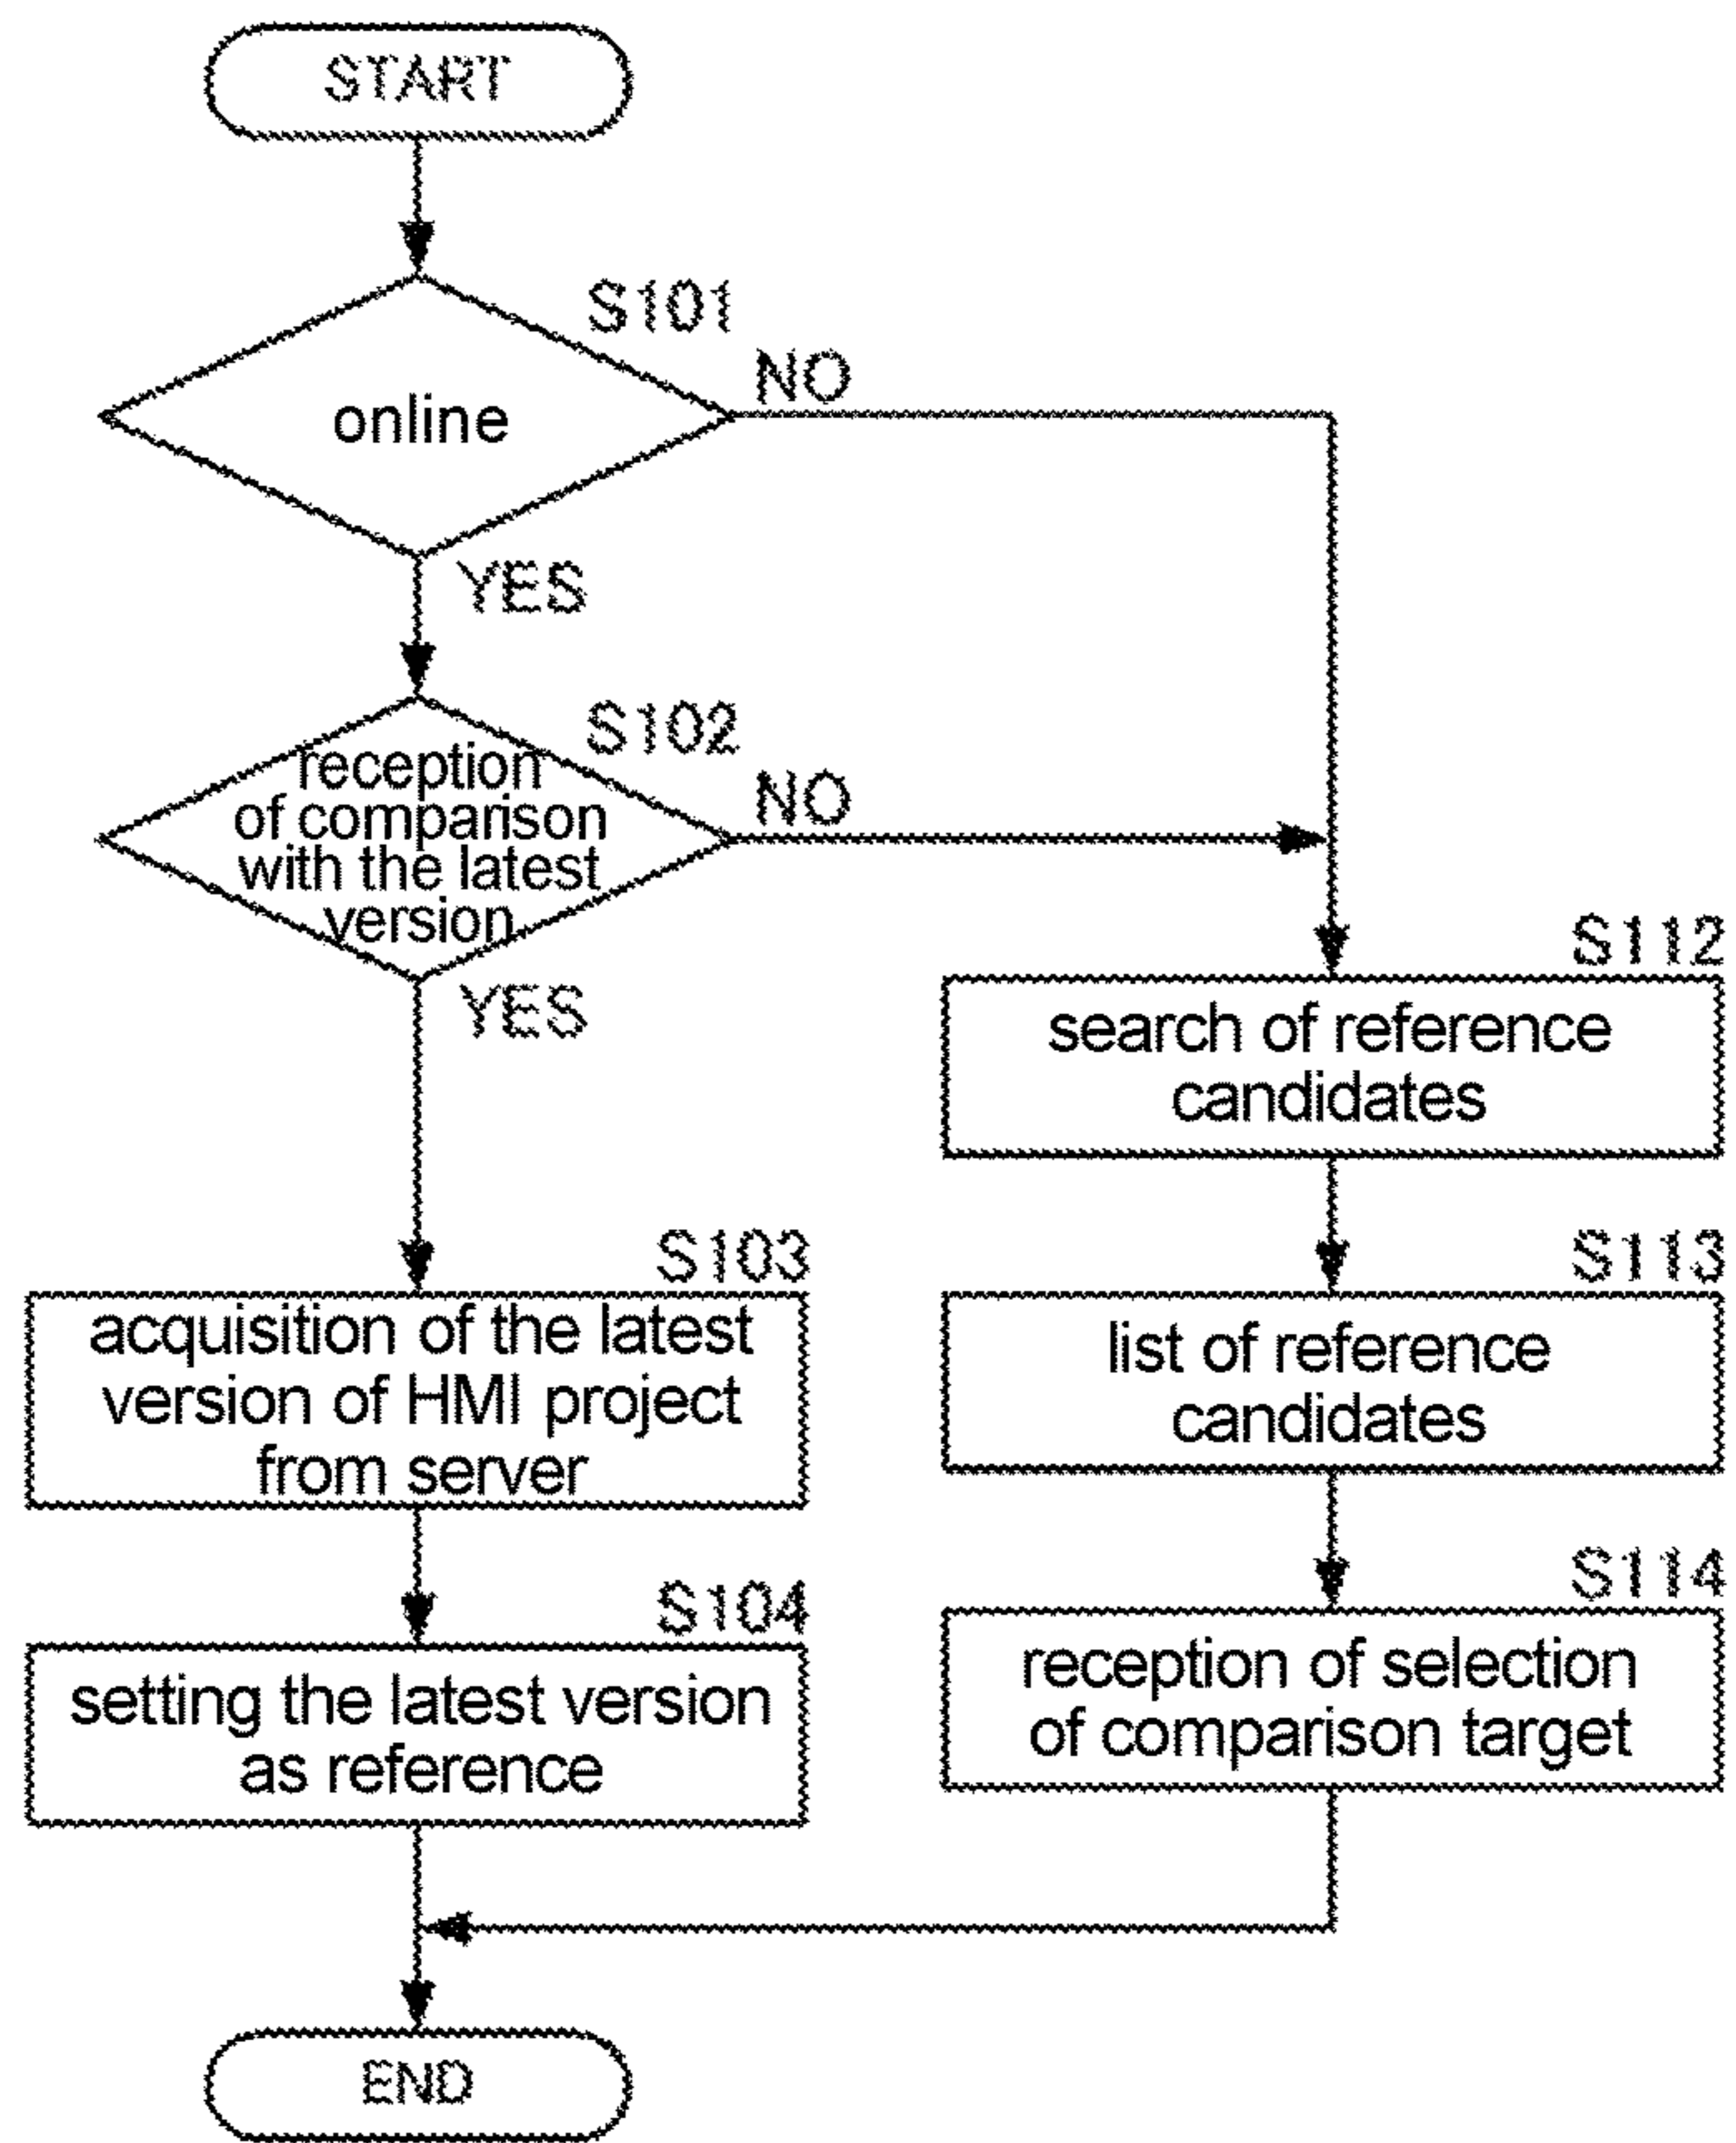 START
S101
NO
online
YES
S102
NO
reception
of comparison
with the latest
version
YES
S112
search of reference
candidates
S103
acquisition of the latest
version of HMI project
from server
S113
list of reference
candidates
S104
setting the latest version
as reference
S114
reception of selection
of comparison target
END